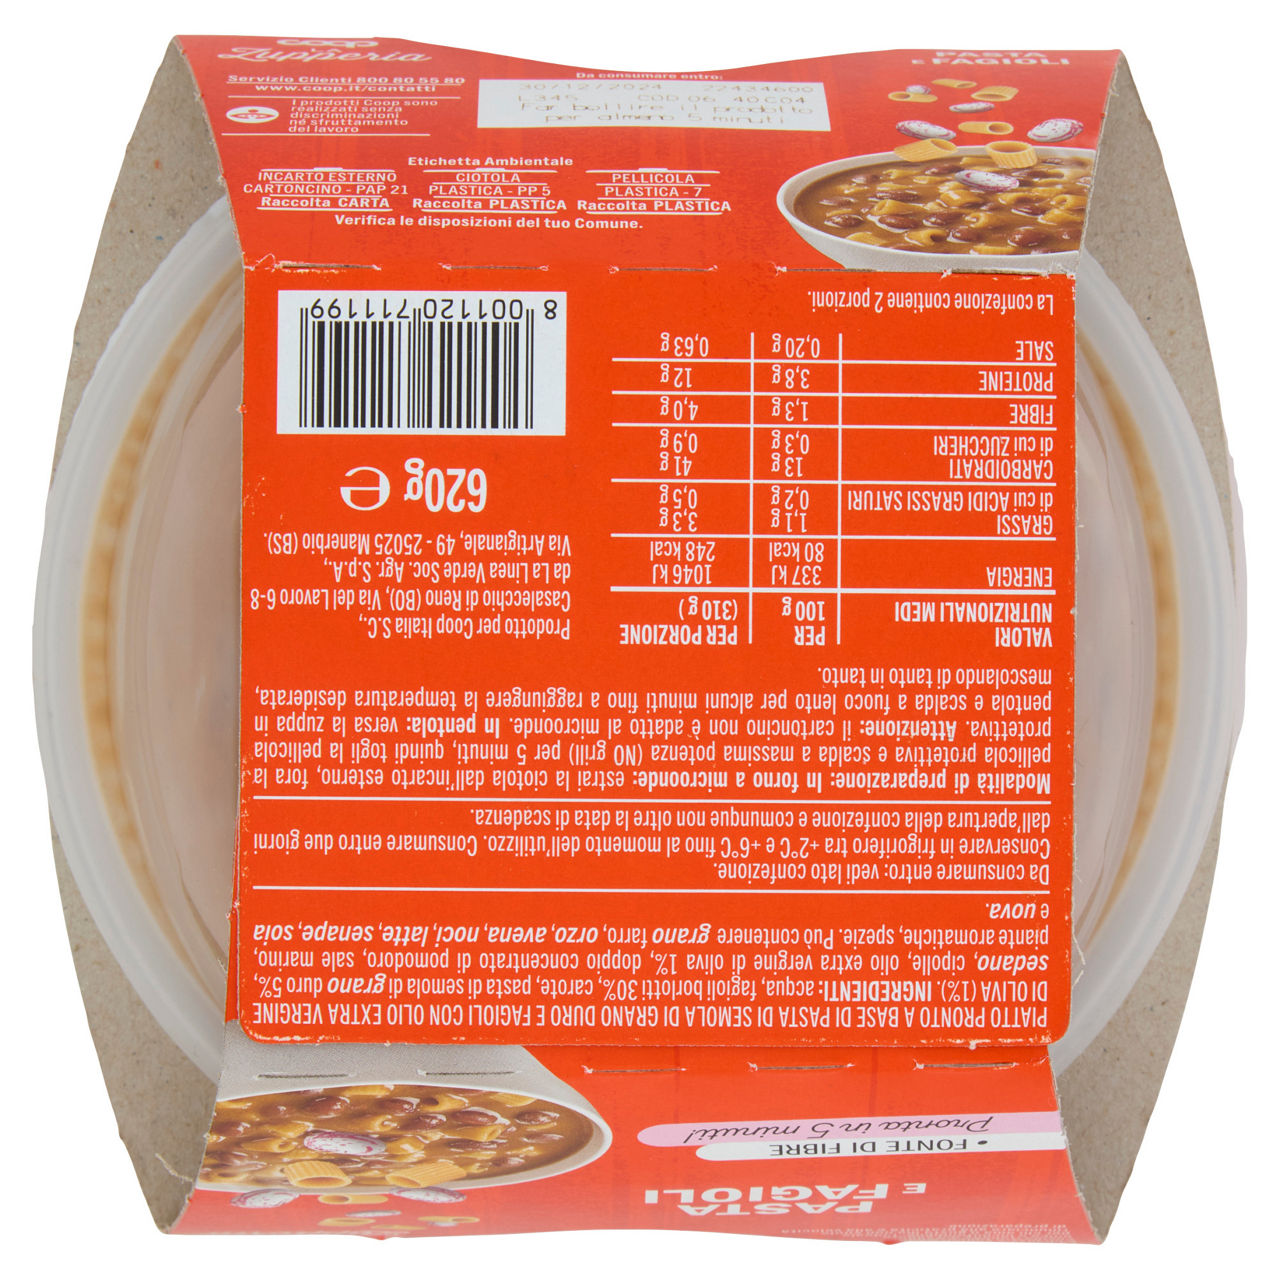 coop
La
Zupperia
Servizio Clienti 800 80 55 80
www.coop.it/contatti
I prodotti Coop sono
realizzati senza
discriminazioni
né sfruttamento
del lavoro
Da consumare entro:
30/12/2024 22434600
L345 COD 06 40C04
Far bollire il prodotto
per almeno 5 minuti
PASTA
E FAGIOLI
Etichetta Ambientale
INCARTO ESTERNO
CARTONCINO - PAP 21
Raccolta CARTA
CIOTOLA
PLASTICA - PP 5
Raccolta PLASTICA
PELLICOLA
PLASTICA - 7
Raccolta PLASTICA
Verifica le disposizioni del tuo Comune.
PIATTO PRONTO A BASE DI PASTA DI SEMOLA DI GRANO DURO E FAGIOLI CON OLIO EXTRA VERGINE
DI OLIVA (1%). INGREDIENTI: acqua, fagioli borlotti 30%, carote, pasta di semola di grano duro 5%,
sedano, cipolle, olio extra vergine di oliva 1%, doppio concentrato di pomodoro, sale marino,
piante aromatiche, spezie. Può contenere grano farro, orzo, avena, noci, latte, senape, soia
e uova.
Da consumare entro: vedi lato confezione.
Conservare in frigorifero tra +2°C e +6°C fino al momento dell'utilizzo. Consumare entro due giorni
dall'apertura della confezione e comunque non oltre la data di scadenza.
Modalità di preparazione: In forno a microonde: estrai la ciotola dall'incarto esterno, fora la
pellicola protettiva e scalda a massima potenza (NO grill) per 5 minuti, quindi togli la pellicola
protettiva. Attenzione: il cartoncino non è adatto al microonde. In pentola: versa la zuppa in
pentola e scalda a fuoco lento per alcuni minuti fino a raggiungere la temperatura desiderata,
mescolando di tanto in tanto.
VALORI NUTRIZIONALI MEDI PER 100 g PER PORZIONE (310 g)
ENERGIA 337 kJ 80 kcal 1046 kJ 248 kcal
GRASSI 1,1 g 3,3 g
di cui ACIDI GRASSI SATURI 0,2 g 0,5 g
CARBOIDRATI 13 g 41 g
di cui ZUCCHERI 0,3 g 0,9 g
FIBRE 1,3 g 4,0 g
PROTEINE 3,8 g 12 g
SALE 0,20 g 0,63 g
La confezione contiene 2 porzioni.
Prodotto per Coop Italia S.C.,
Casalecchio di Reno (BO), Via del Lavoro 6-8
da La Linea Verde Soc. Agr. S.p.A.,
Via Artigianale, 49 - 25025 Manerbio (BS).
620g e
8 001120 711199
• FONTE DI FIBRE
Pronta in 5 minuti!
PASTA
E FAGIOLI